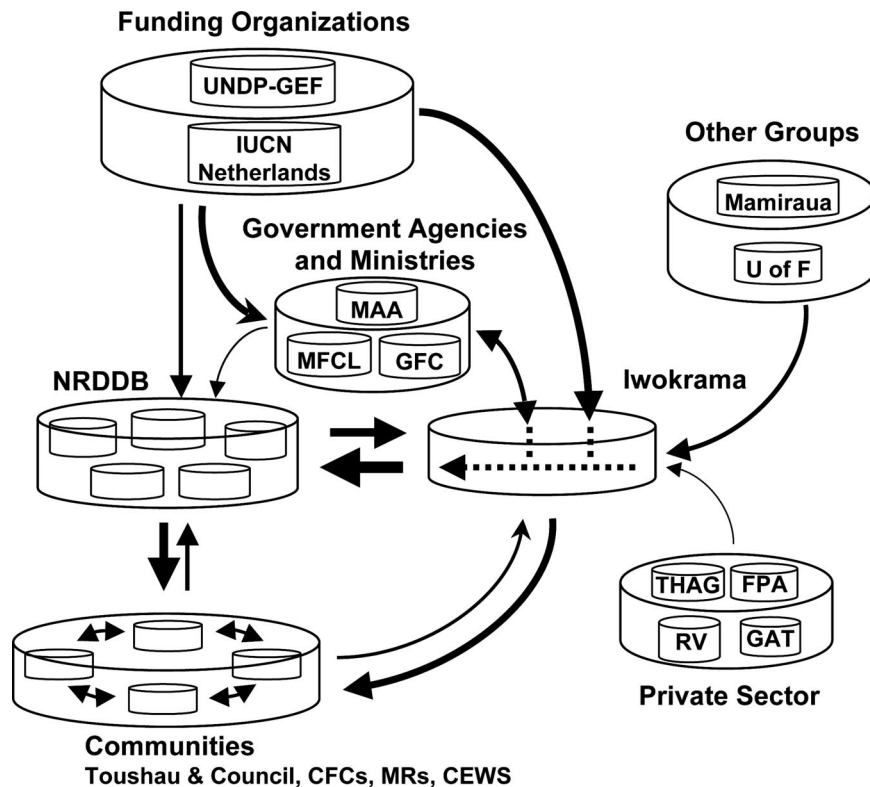 Funding Organizations
UNDP-GEF
IUCN
Netherlands
Other Groups
Mamiraua
U of F
Government Agencies
and Ministries
MAA
MFCL
GFC
NRDDB
Iwokrama
THAG
FPA
RV
GAT
Private Sector
Communities
Toushau & Council, CFCs, MRs, CEWS